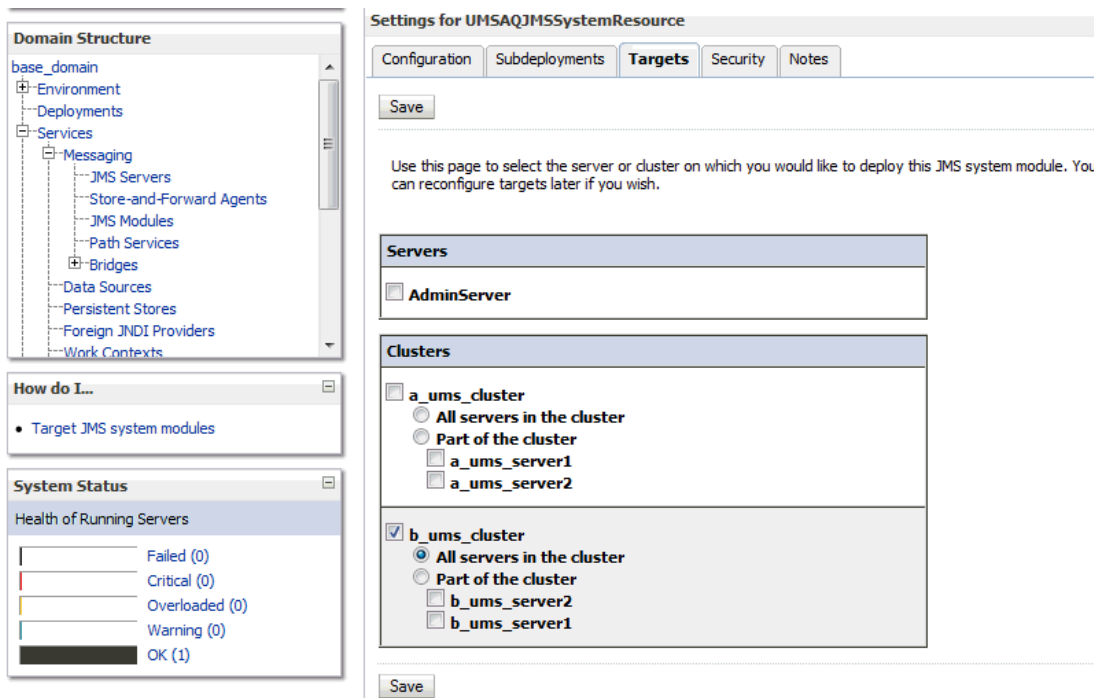 Domain Structure
base_domain
Environment
Deployments
Services
Messaging
JMS Servers
Store-and-Forward Agents
JMS Modules
Path Services
Bridges
Data Sources
Persistent Stores
Foreign JNDI Providers
Work Contexts
How do I...
Target JMS system modules
System Status
Health of Running Servers
Failed (0)
Critical (0)
Overloaded (0)
Warning (0)
OK (1)
Settings for UMSAQJMSSystemResource
Configuration Subdeployments Targets Security Notes
Save
Use this page to select the server or cluster on which you would like to deploy this JMS system module. You
can reconfigure targets later if you wish.
Servers
AdminServer
Clusters
a_ums_cluster
All servers in the cluster
Part of the cluster
a_ums_server1
a_ums_server2
b_ums_cluster
All servers in the cluster
Part of the cluster
b_ums_server2
b_ums_server1
Save